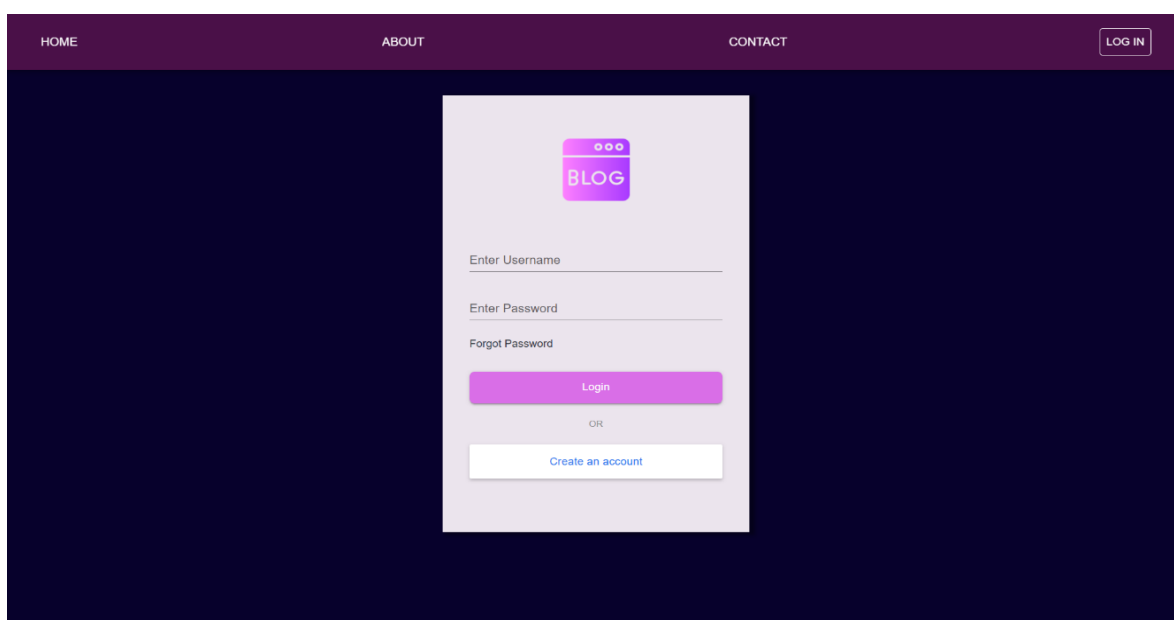 HOME ABOUT CONTACT LOG IN
BLOG
Enter Username
Enter Password
Forgot Password
Login
OR
Create an account